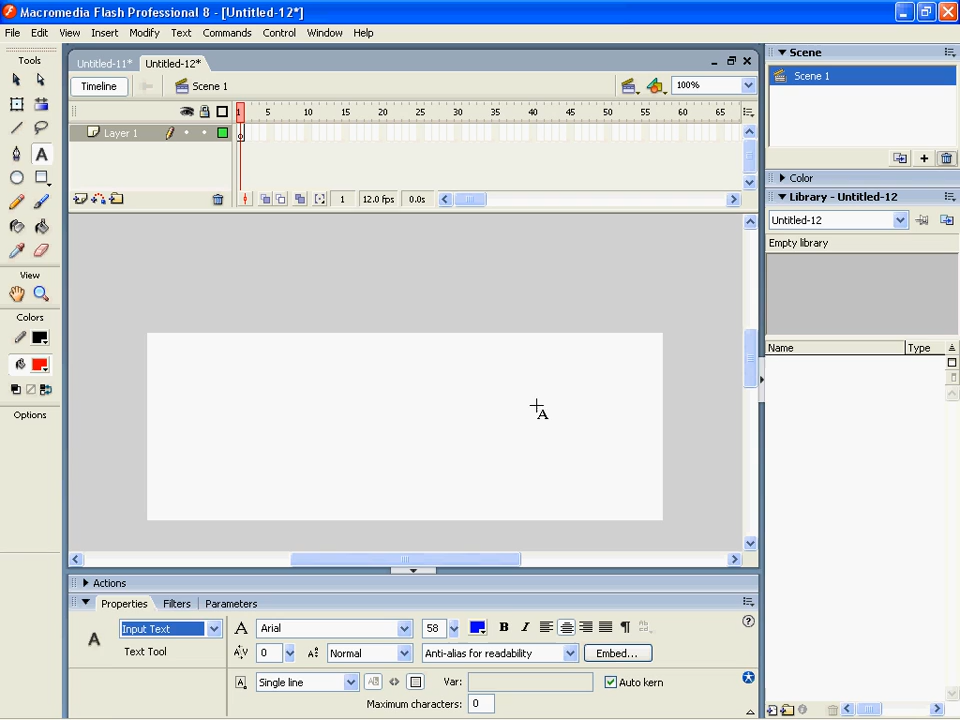 Macromedia Flash Professional 8 - [Untitled-12*]
File Edit View Insert Modify Text Commands Control Window Help
Tools
View
Colors
Options
Untitled-11* Untitled-12*
Timeline Scene 1 100%
1 5 10 15 20 25 30 35 40 45 50 55 60 65
Layer 1
1 12.0 fps 0.0s
A
Actions
Properties Filters Parameters
Input Text A Arial 58 B I
A Text Tool
0 Normal Anti-alias for readability Embed...
Single line Var: Auto kern
Maximum characters: 0
Scene
Scene 1
Color
Library - Untitled-12
Untitled-12
Empty library
Name Type